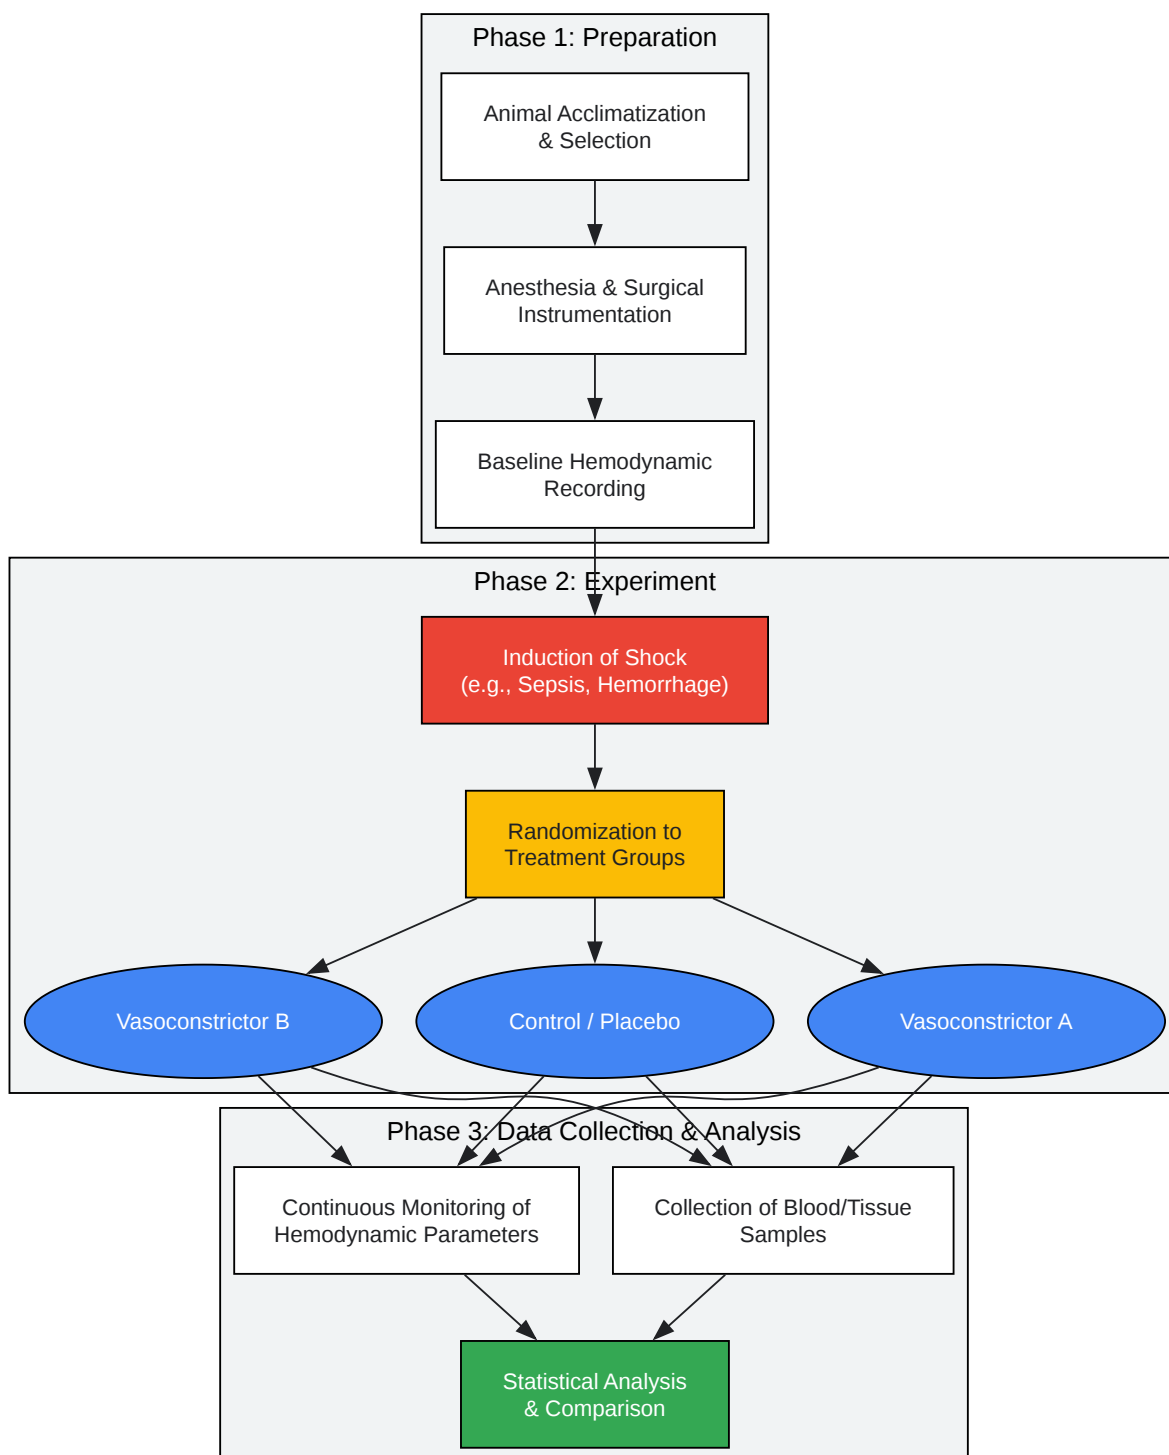 Phase 1: Preparation
Animal Acclimatization
& Selection
Anesthesia & Surgical
Instrumentation
Baseline Hemodynamic
Recording
Phase 2: Experiment
Induction of Shock
(e.g., Sepsis, Hemorrhage)
Randomization to
Treatment Groups
Vasoconstrictor B
Control / Placebo
Vasoconstrictor A
Phase 3: Data Collection & Analysis
Continuous Monitoring of
Hemodynamic Parameters
Collection of Blood/Tissue
Samples
Statistical Analysis
& Comparison